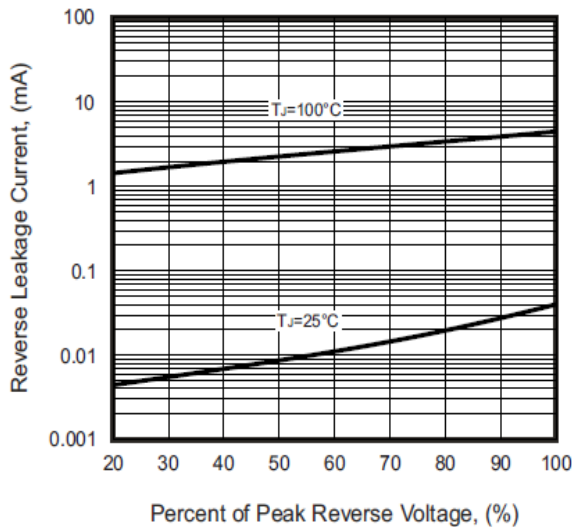 Reverse Leakage Current, (mA)
100
10
1
0.1
0.01
0.001
TJ=100°C
TJ=25°C
20 30 40 50 60 70 80 90 100
Percent of Peak Reverse Voltage, (%)